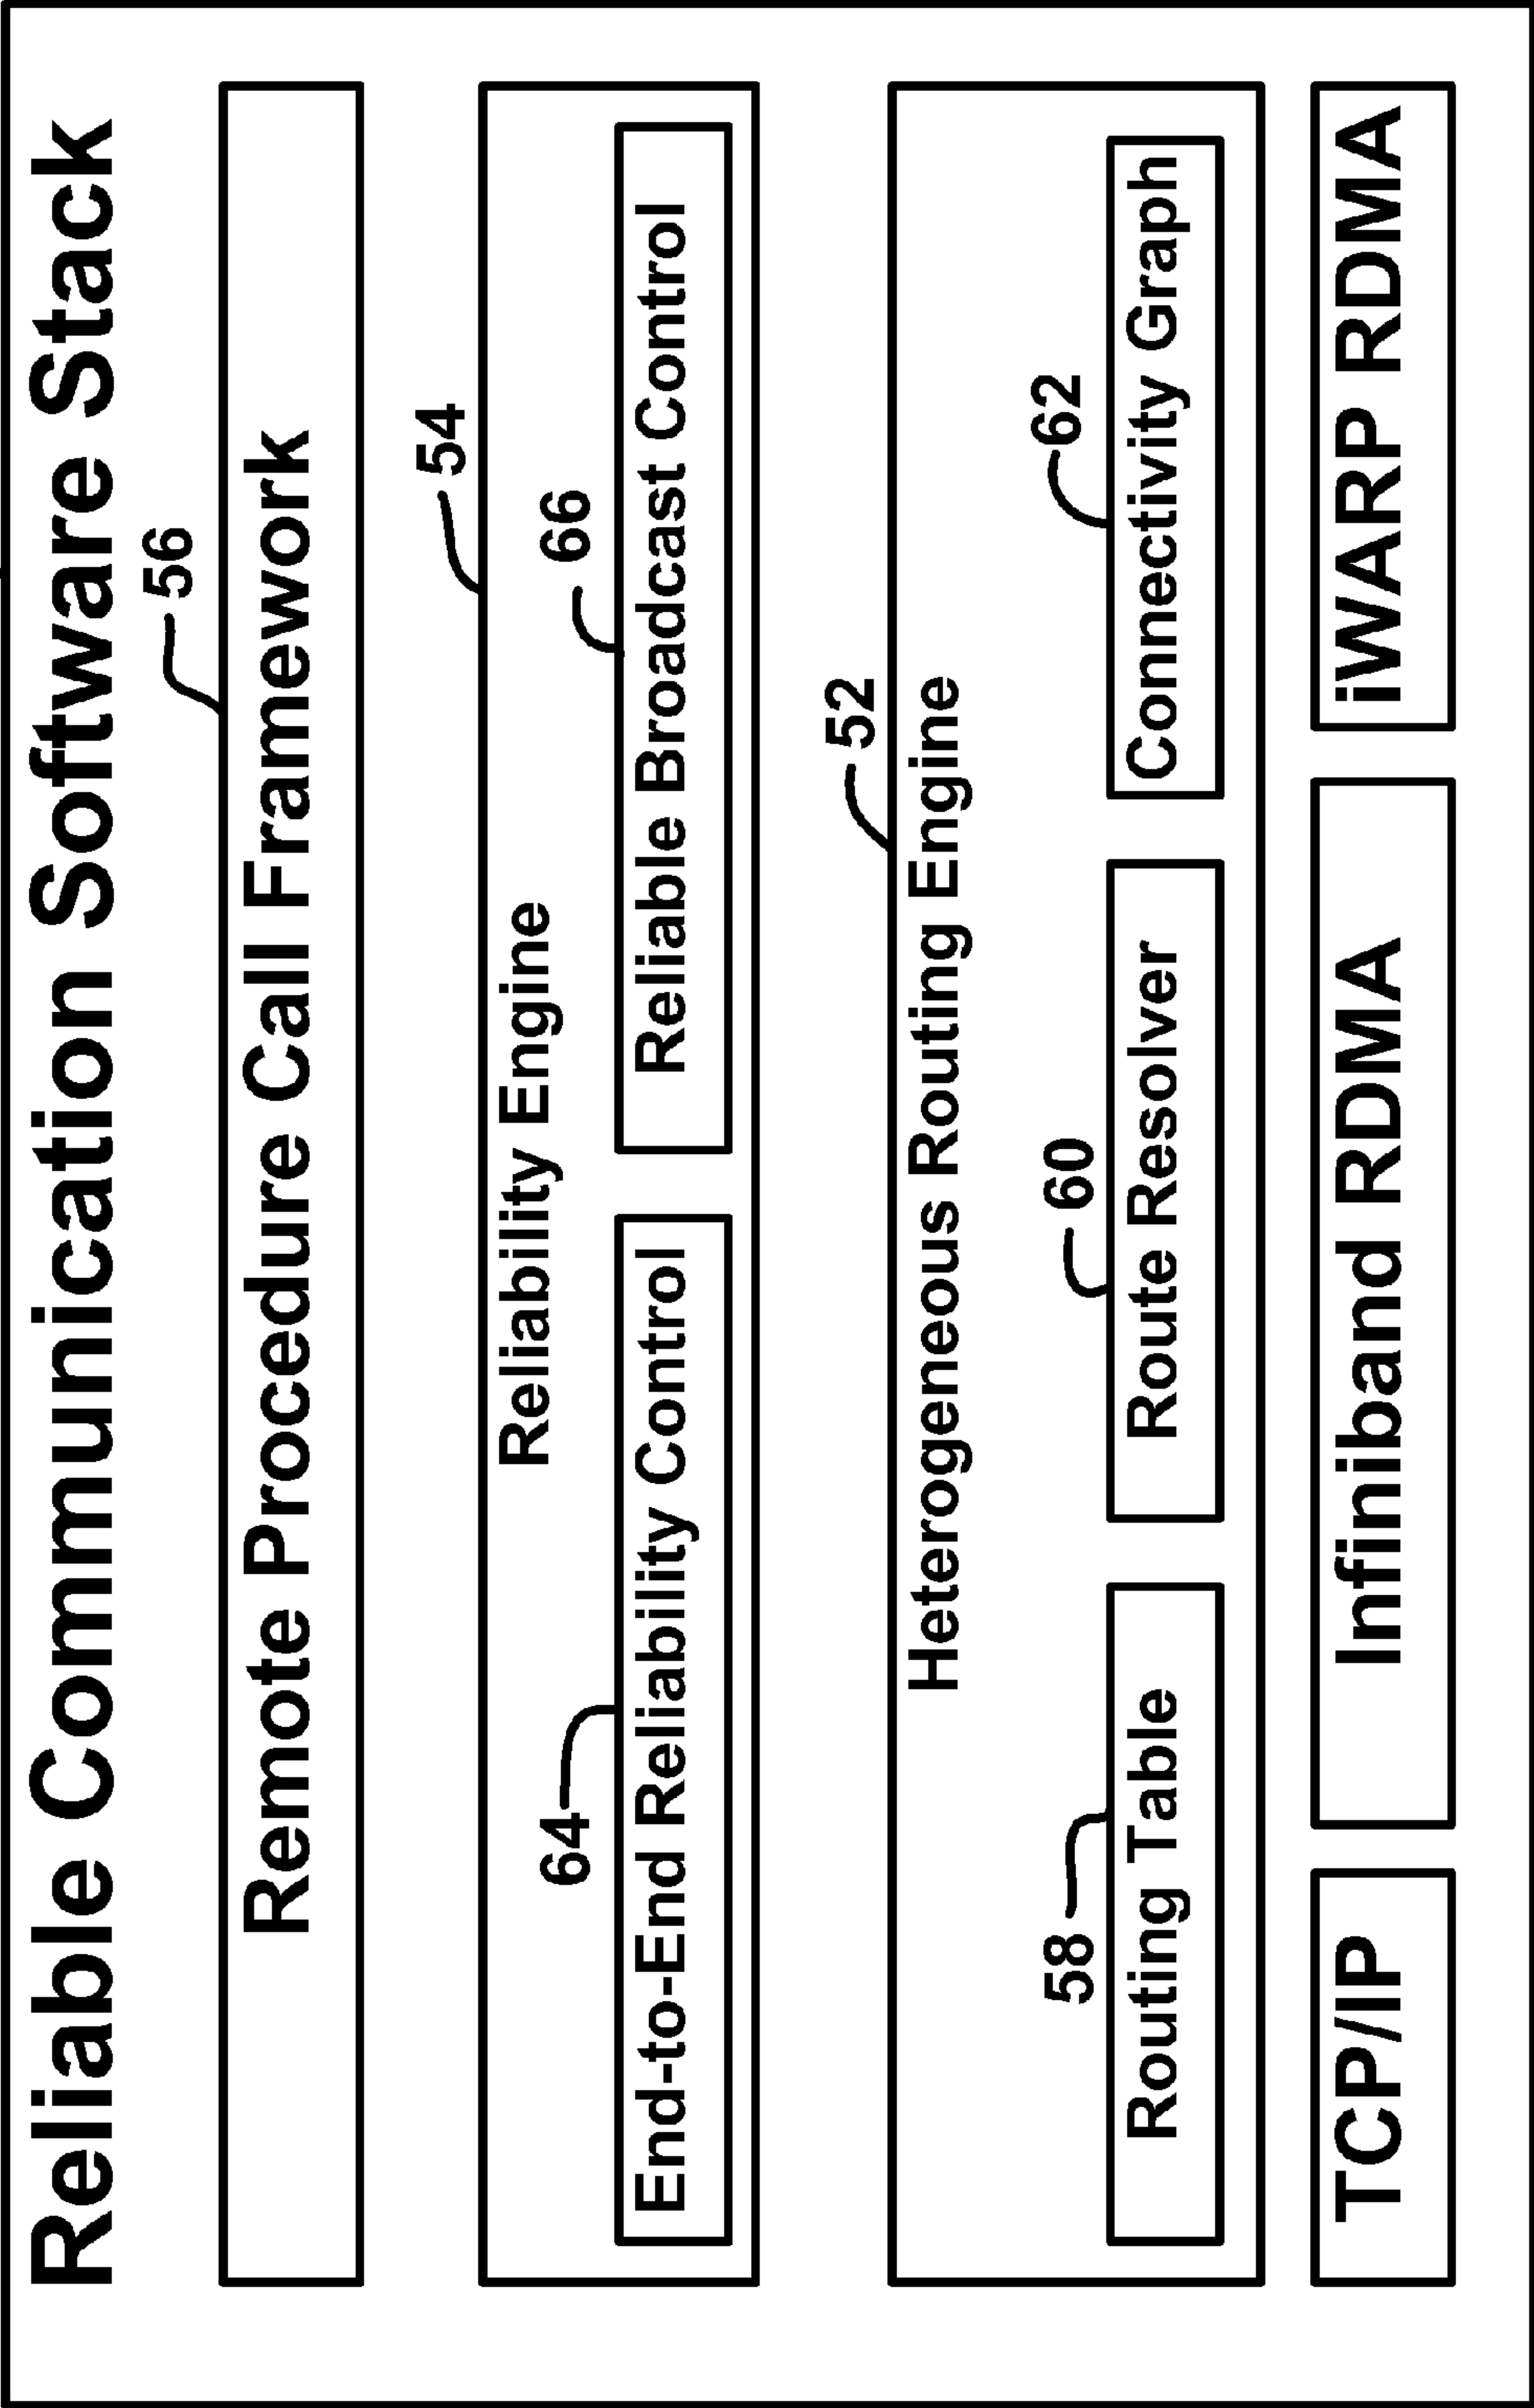 Reliable Communication Software Stack
56
Remote Procedure Call Framework
54
Reliability Engine
64
66
End-to-End Reliability Control
Reliable Broadcast Control
52
Heterogeneous Routing Engine
58
60
62
Routing Table
Route Resolver
Connectivity Graph
TCP/IP
Infiniband RDMA
iWARP RDMA